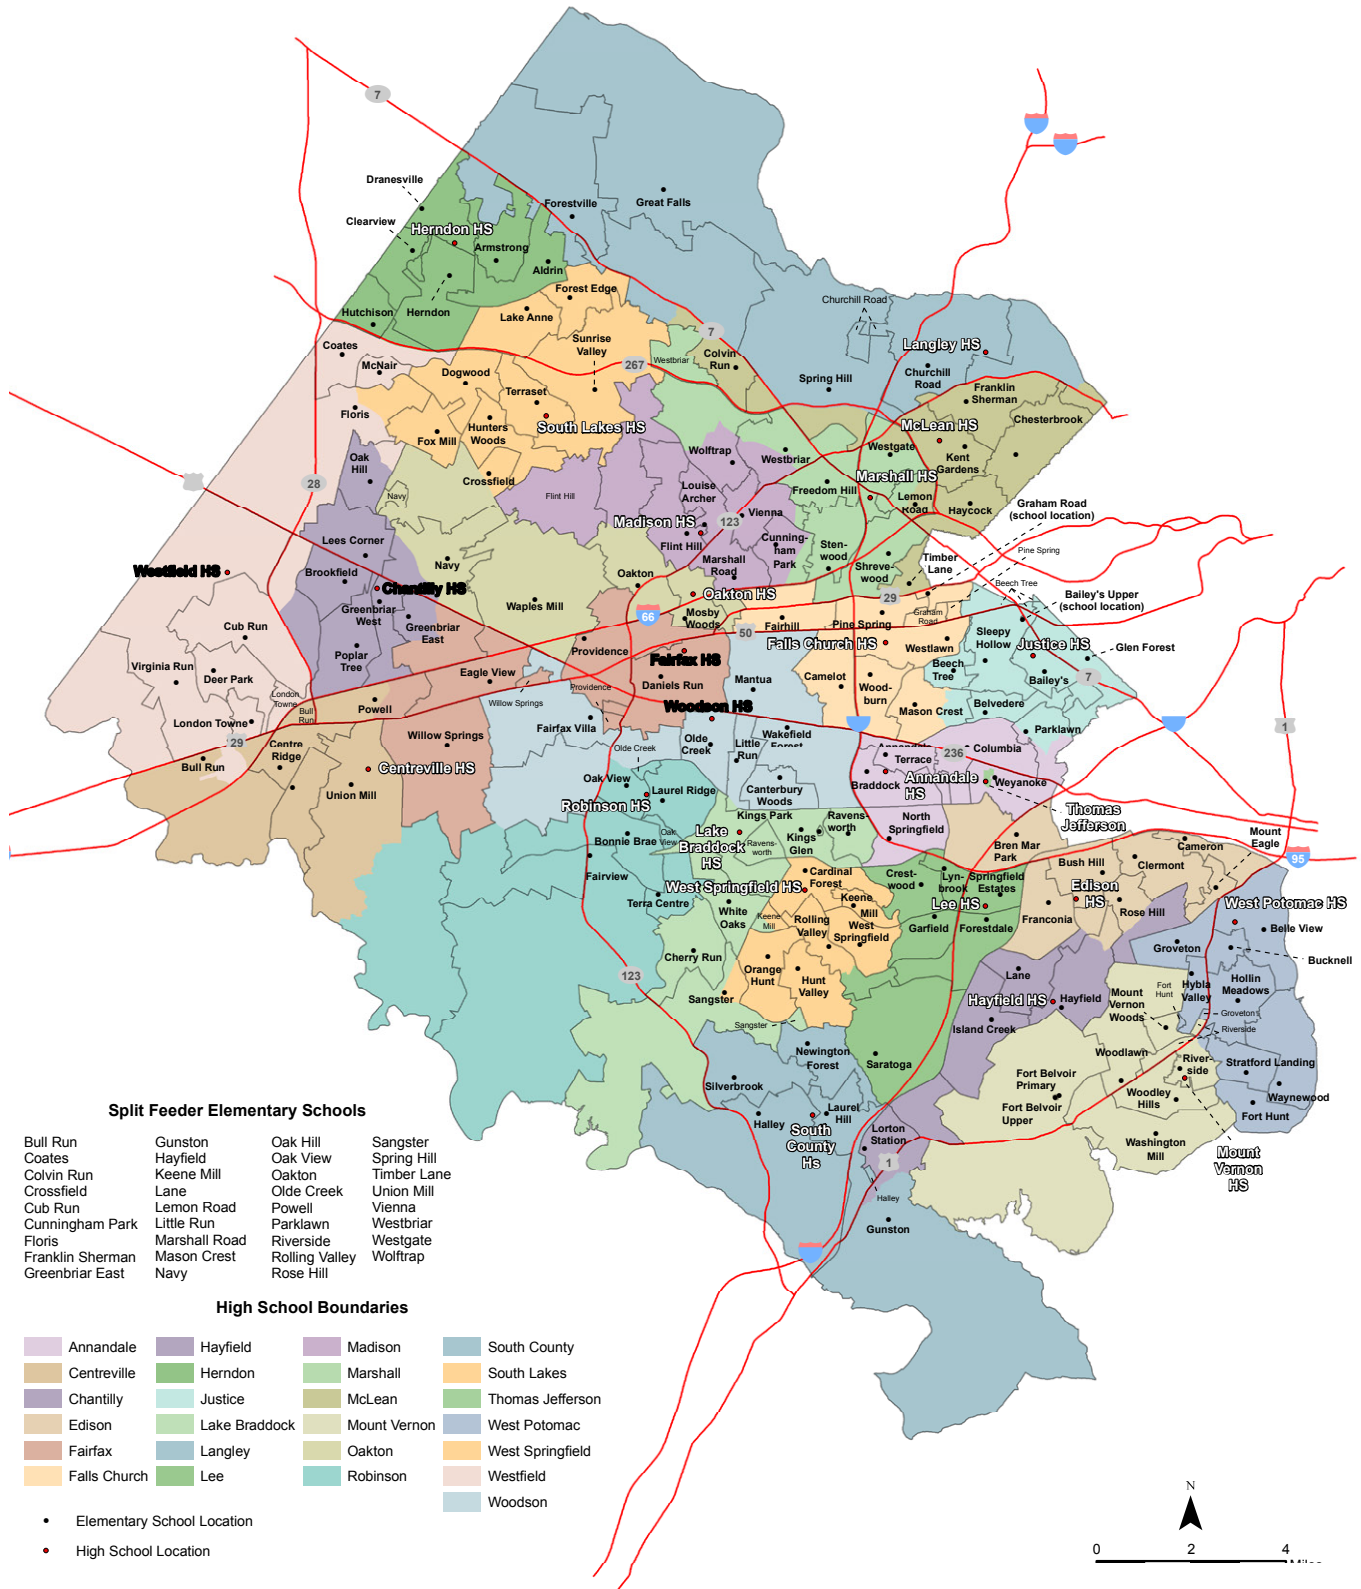 7
Dranesville
Great Falls
Forestville
Clearview
Herndon HS
Armstrong
Aldrin
Forest Edge
Churchill Road
Hutchison
Herndon
Lake Anne
7
Coates
Sunrise
Valley
Langley HS
McNair
267
Westbriar
Colvin
Run
Dogwood
Churchill
Road
Spring Hill
Franklin
Sherman
Terraset
Floris
Hunters
Woods
South Lakes HS
McLean HS
Chesterbrook
Fox Mill
Westgate
Wolftrap
Westbriar
Kent
Gardens
Oak
Hill
Crossfield
Marshall HS
28
Navy
Flint Hill
Louise
Archer
Freedom Hill
Lemon
Road
Haycock
Graham Road
(school location)
Madison HS
123
Vienna
Lees Corner
Flint Hill
Cunning-
ham
Park
Sten-
wood
Pine Spring
Westfield HS
Brookfield
Navy
Oakton
Marshall
Road
Shreve-
wood
Timber
Lane
Beech Tree
Chantilly HS
Oakton HS
29
Bailey's Upper
(school location)
Greenbriar
West
Waples Mill
66
Mosby
Woods
Fairhill
Pine Spring
Graham
Road
Cub Run
Greenbriar
East
50
Falls Church HS
Sleepy
Hollow
Justice HS
Poplar
Tree
Providence
Fairfax HS
Westlawn
Glen Forest
Virginia Run
Deer Park
Eagle View
Providence
Daniels Run
Mantua
Camelot
Wood-
burn
Beech
Tree
Bailey's
7
London
Towne
Bull
Run
Powell
Willow Springs
Woodson HS
Mason Crest
Belvedere
London Towne
Fairfax Villa
Parklawn
1
29
Willow Springs
Olde Creek
Olde
Creek
Little
Run
Wakefield
Forest
236
Columbia
Centre
Ridge
Bull Run
Centreville HS
Terrace
Annandale
HS
Union Mill
Oak View
Robinson HS
Laurel Ridge
Canterbury
Woods
Braddock
Weyanoke
Thomas
Jefferson
Kings Park
Ravens-
worth
North
Springfield
Bonnie Brae
Oak
View
Lake
Braddock
HS
Ravens-
worth
Kings
Glen
Bren Mar
Park
Cameron
Mount
Eagle
Fairview
Cardinal
Forest
Crest-
wood
Lyn-
brook
Springfield
Estates
Bush Hill
Clermont
95
West Springfield HS
Edison
HS
Terra Centre
White
Oaks
Keene
Mill
Keene
Mill
Rolling
Valley
West
Springfield
Lee HS
Garfield
Forestdale
Franconia
Rose Hill
West Potomac HS
Belle View
Cherry Run
Groveton
Bucknell
123
Orange
Hunt
Hunt
Valley
Lane
Fort
Hunt
Hybla
Valley
Hollin
Meadows
Sangster
Hayfield HS
Hayfield
Mount
Vernon
Woods
Groveton
Sangster
Island Creek
Riverside
Newington
Forest
Woodlawn
River-
side
Stratford Landing
Silverbrook
Saratoga
Fort Belvoir
Primary
Fort Belvoir
Upper
Woodley
Hills
Waynewood
Fort Hunt
Halley
Laurel
Hill
South
County
Hs
Lorton
Station
Washington
Mill
Mount
Vernon
HS
1
Halley
Gunston
Split Feeder Elementary Schools
Bull Run Gunston Oak Hill Sangster
Coates Hayfield Oak View Spring Hill
Colvin Run Keene Mill Oakton Timber Lane
Crossfield Lane Olde Creek Union Mill
Cub Run Lemon Road Powell Vienna
Cunningham Park Little Run Parklawn Westbriar
Floris Marshall Road Riverside Westgate
Franklin Sherman Mason Crest Rolling Valley Wolftrap
Greenbriar East Navy Rose Hill
High School Boundaries
Annandale Hayfield Madison South County
Centreville Herndon Marshall South Lakes
Chantilly Justice McLean Thomas Jefferson
Edison Lake Braddock Mount Vernon West Potomac
Fairfax Langley Oakton West Springfield
Falls Church Lee Robinson Westfield
Woodson
Elementary School Location
High School Location
N
0 2 4